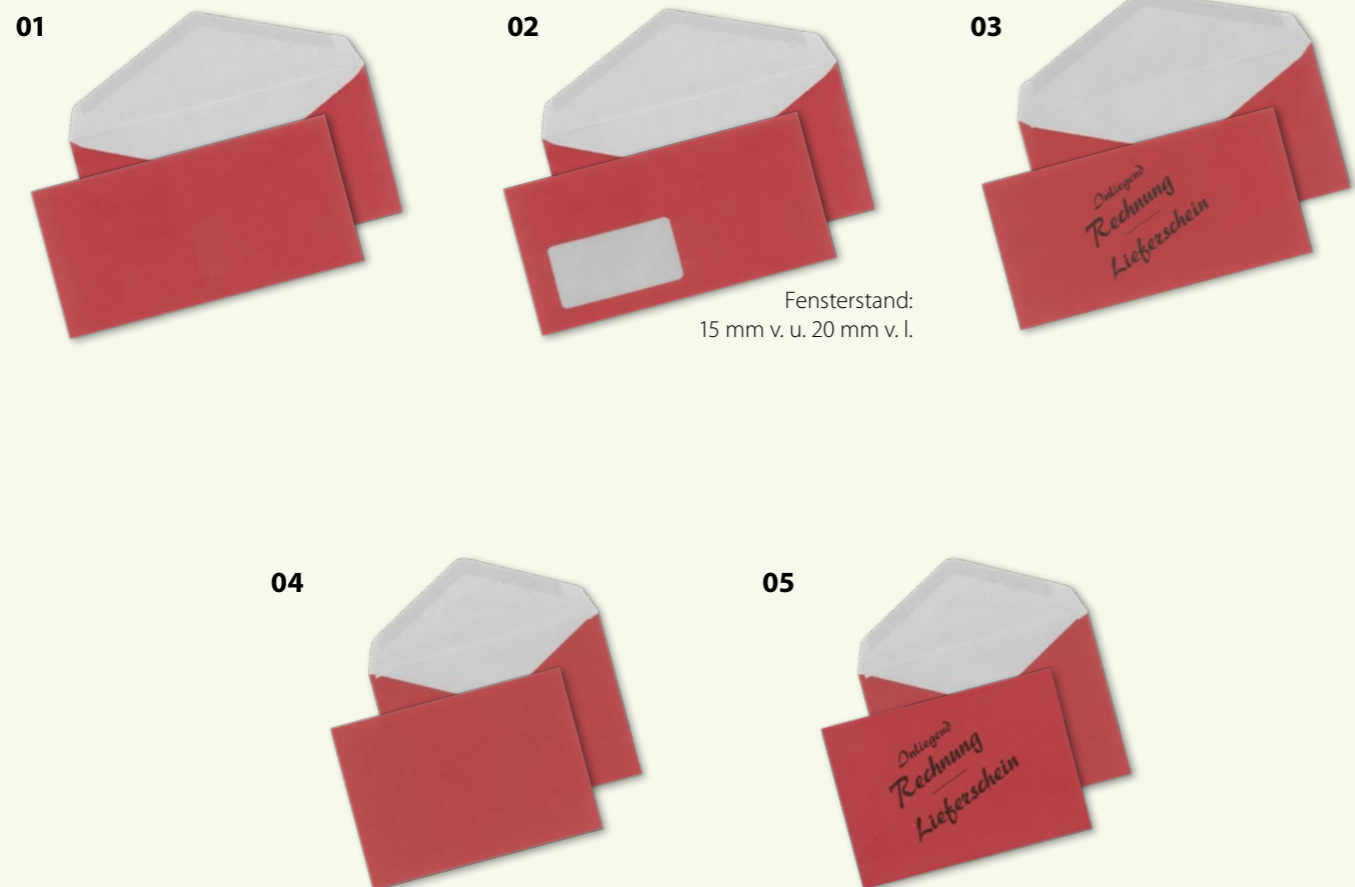 01
02
03
Inliegend
Rechnung
Lieferschein
Fensterstand:
15 mm v. u. 20 mm v. l.
04
05
Inliegend
Rechnung
Lieferschein